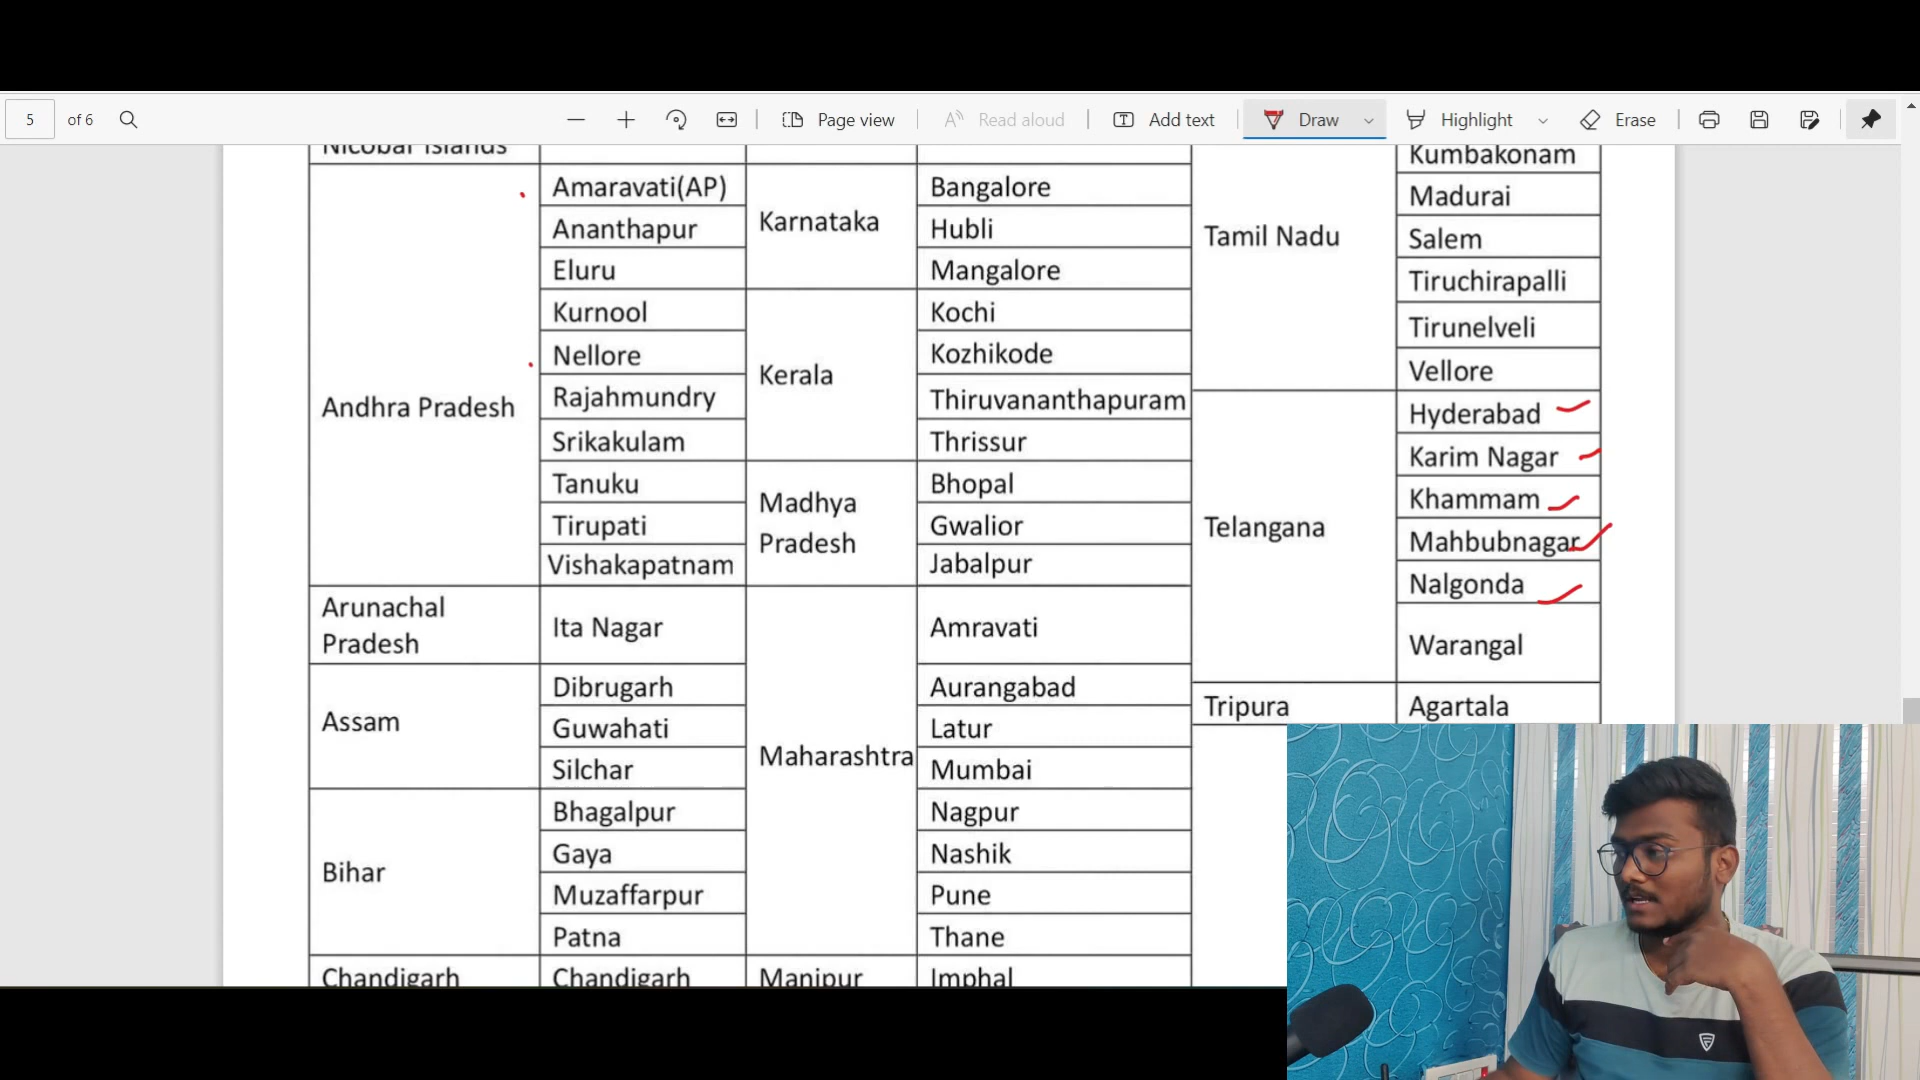 5 of 6 Page view Read aloud Add text Draw Highlight Erase
Nicobar Islands
Andhra Pradesh
Amaravati(AP)
Ananthapur
Eluru
Kurnool
Nellore
Rajahmundry
Srikakulam
Tanuku
Tirupati
Vishakapatnam
Arunachal
Pradesh
Ita Nagar
Assam
Dibrugarh
Guwahati
Silchar
Bihar
Bhagalpur
Gaya
Muzaffarpur
Patna
Chandigarh
Chandigarh
Karnataka
Bangalore
Hubli
Mangalore
Kerala
Kochi
Kozhikode
Thiruvananthapuram
Thrissur
Madhya
Pradesh
Bhopal
Gwalior
Jabalpur
Maharashtra
Amravati
Aurangabad
Latur
Mumbai
Nagpur
Nashik
Pune
Thane
Manipur
Imphal
Tamil Nadu
Kumbakonam
Madurai
Salem
Tiruchirapalli
Tirunelveli
Vellore
Telangana
Hyderabad
Karim Nagar
Khammam
Mahbubnagar
Nalgonda
Warangal
Tripura
Agartala